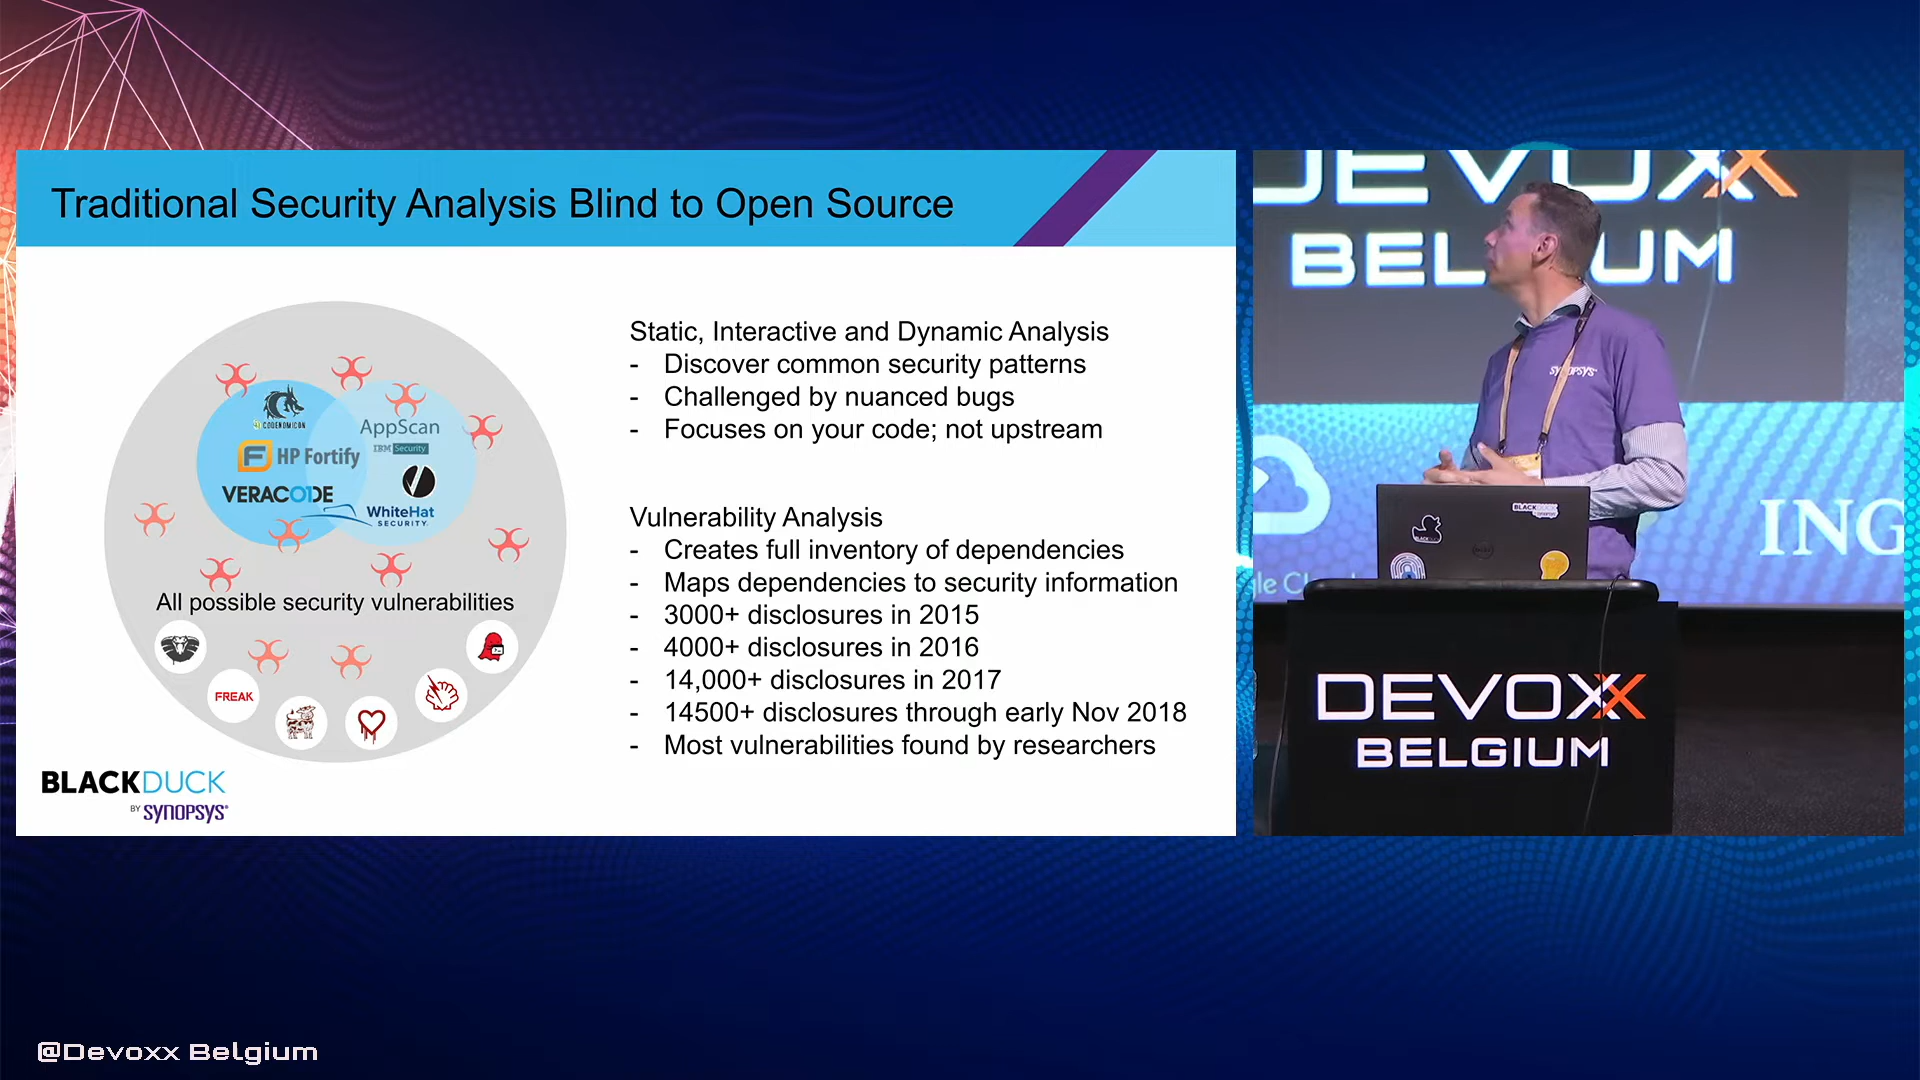 Traditional Security Analysis Blind to Open Source
CODENOMICON
AppScan
IBM Security
HP Fortify
VERACODE
WhiteHat
SECURITY
All possible security vulnerabilities
FREAK
Static, Interactive and Dynamic Analysis
- Discover common security patterns
- Challenged by nuanced bugs
- Focuses on your code; not upstream
Vulnerability Analysis
- Creates full inventory of dependencies
- Maps dependencies to security information
- 3000+ disclosures in 2015
- 4000+ disclosures in 2016
- 14,000+ disclosures in 2017
- 14500+ disclosures through early Nov 2018
- Most vulnerabilities found by researchers
BLACKDUCK
BY SYNOPSYS®
DEVOXX
BELGIUM
SYNOPSYS
BLACKDUCK
ING
DEVOXX
BELGIUM
@Devoxx Belgium